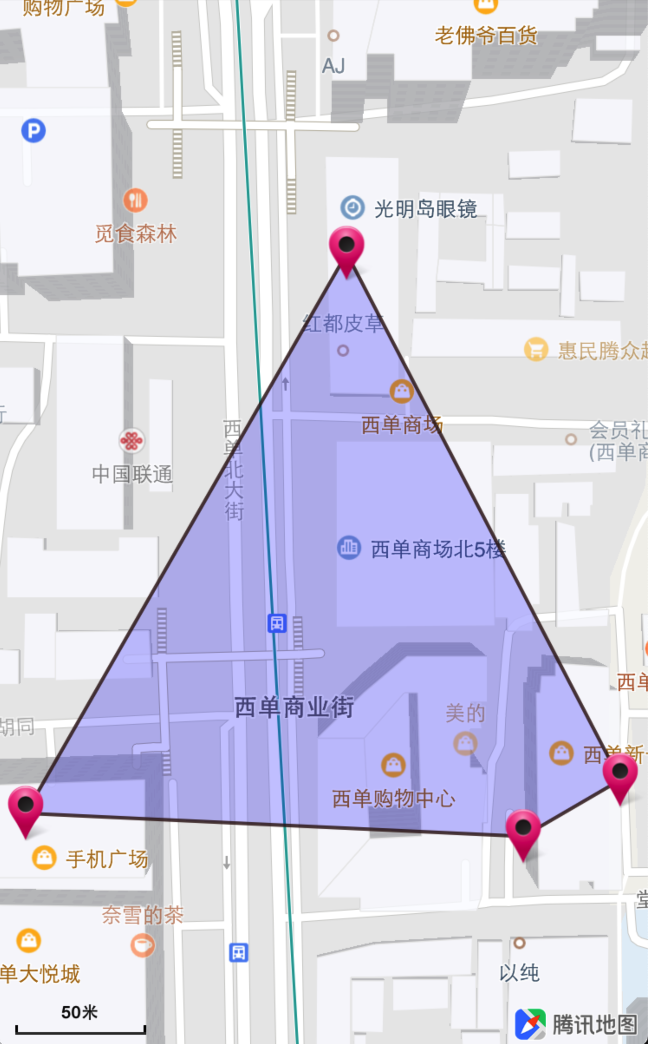 购物广场
老佛爷百货
AJ
P
觅食森林
光明岛眼镜
红都皮草
惠民腾众
西单商场
会员礼
(西单商
中国联通
西单北大街
西单商场北5楼
西单
西单商业街
美的
胡同
西单新
西单购物中心
手机广场
奈雪的茶
堂
单大悦城
以纯
50米
腾讯地图